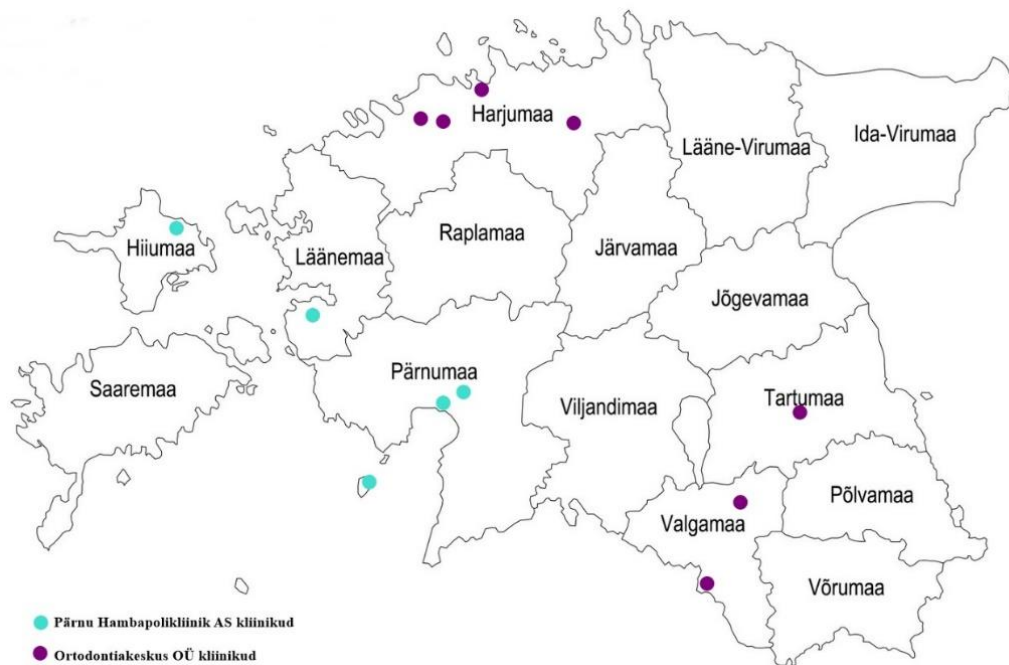 Harjumaa
Lääne-Virumaa
Ida-Virumaa
Hiiumaa
Läänemaa
Raplamaa
Järvamaa
Jõgevamaa
Saaremaa
Pärnumaa
Viljandimaa
Tartumaa
Valgamaa
Põlvamaa
Võrumaa
Pärnu Hambapolikliinik AS kliinikud
Ortodontiakeskus OÜ kliinikud